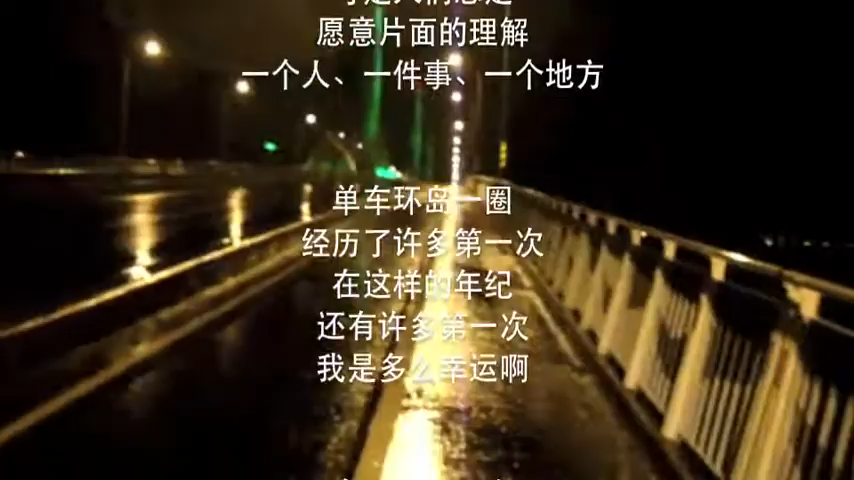 愿意片面的理解
一个人、一件事、一个地方
单车环岛一圈
经历了许多第一次
在这样的年纪
还有许多第一次
我是多么幸运啊